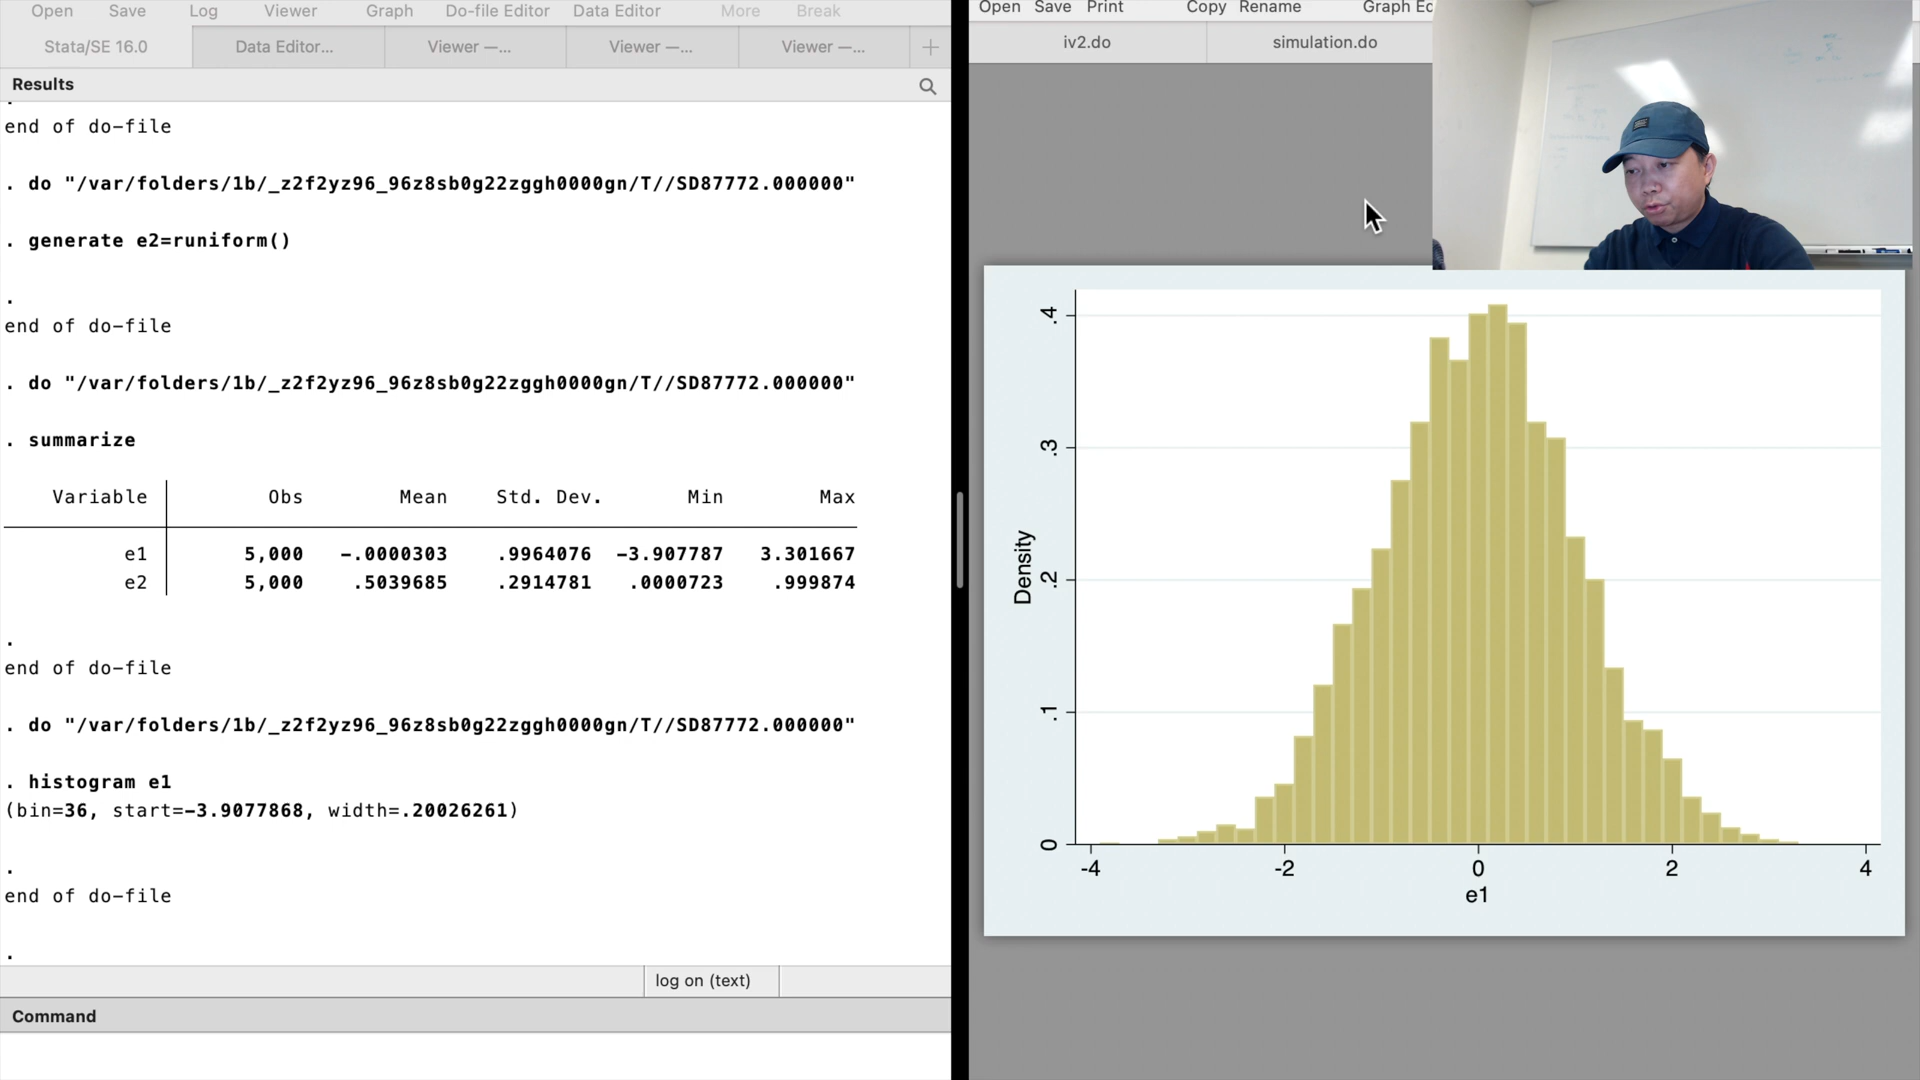 Open Save Log Viewer Graph Do-file Editor Data Editor More Break
Stata/SE 16.0 Data Editor... Viewer —... Viewer —... Viewer —...
Results
.
end of do-file
. do "/var/folders/1b/_z2f2yz96_96z8sb0g22zggh0000gn/T//SD87772.000000"
. generate e2=runiform()
.
end of do-file
. do "/var/folders/1b/_z2f2yz96_96z8sb0g22zggh0000gn/T//SD87772.000000"
. summarize
Variable Obs Mean Std. Dev. Min Max
e1 5,000 -.0000303 .9964076 -3.907787 3.301667
e2 5,000 .5039685 .2914781 .0000723 .999874
.
end of do-file
. do "/var/folders/1b/_z2f2yz96_96z8sb0g22zggh0000gn/T//SD87772.000000"
. histogram e1
(bin=36, start=-3.9077868, width=.20026261)
.
end of do-file
.
log on (text)
Command
Open Save Print Copy Rename Graph Ed
iv2.do simulation.do
Density
.4
.3
.2
.1
0
-4 -2 0 2 4
e1